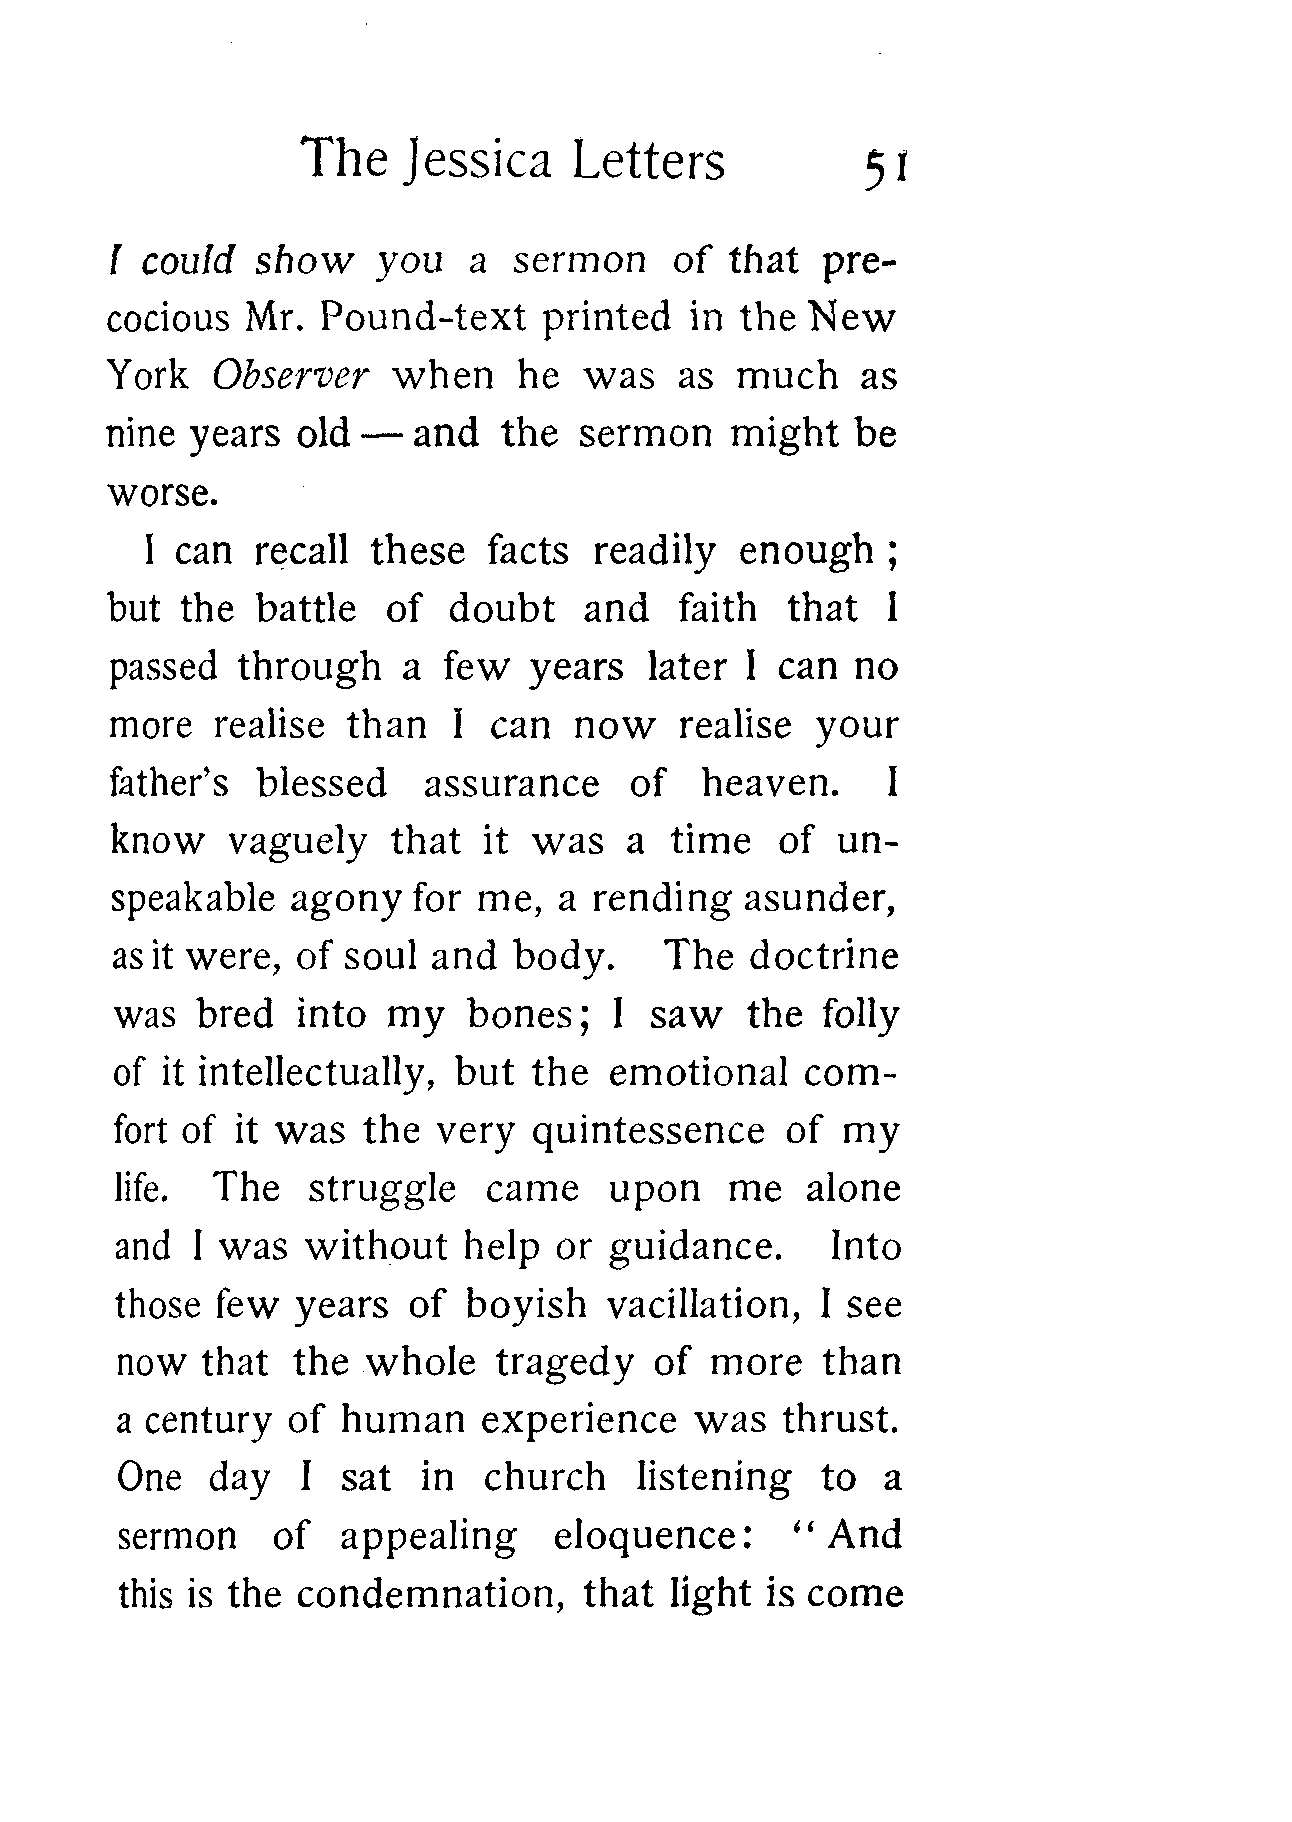 The Jessica Letters 51
I could show you a sermon of that pre-
cocious Mr. Pound-text printed in the New
York Observer when he was as much as
nine years old — and the sermon might be
worse.
I can recall these facts readily enough ;
but the battle of doubt and faith that I
passed through a few years later I can no
more realise than I can now realise your
father's blessed assurance of heaven. I
know vaguely that it was a time of un-
speakable agony for me, a rending asunder,
as it were, of soul and body. The doctrine
was bred into my bones; I saw the folly
of it intellectually, but the emotional com-
fort of it was the very quintessence of my
life. The struggle came upon me alone
and I was without help or guidance. Into
those few years of boyish vacillation, I see
now that the whole tragedy of more than
a century of human experience was thrust.
One day I sat in church listening to a
sermon of appealing eloquence: “ And
this is the condemnation, that light is come